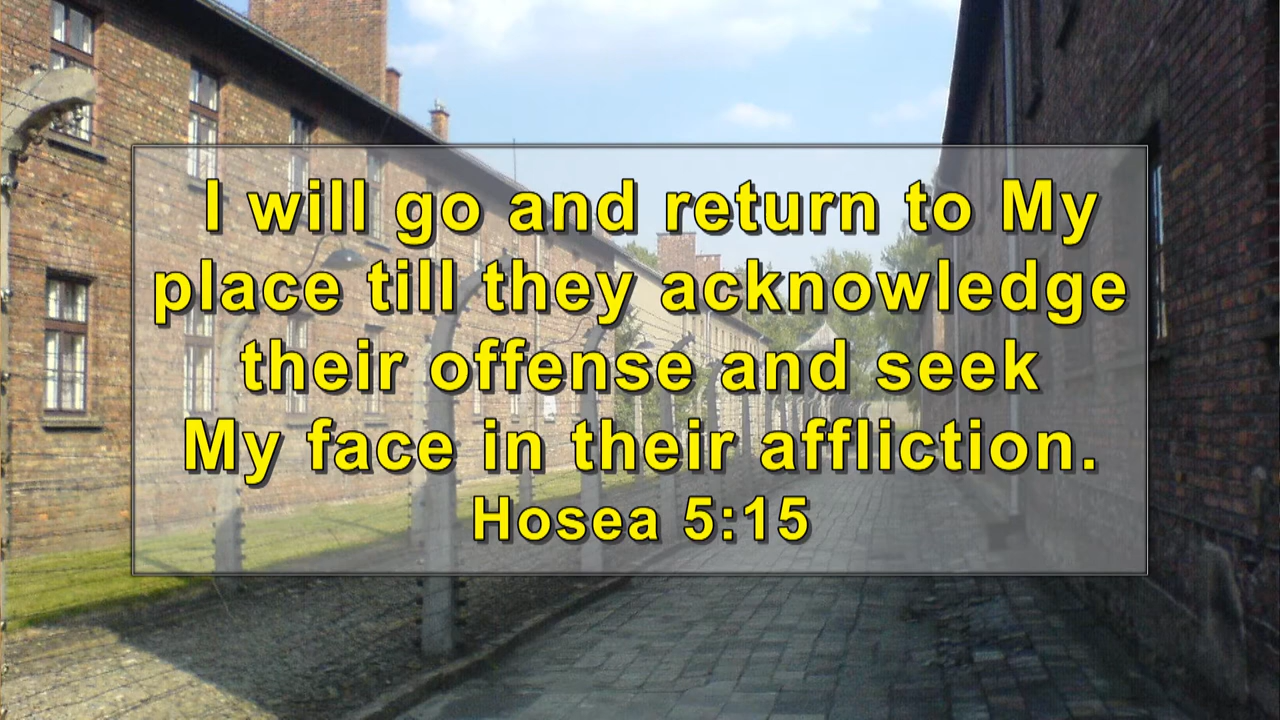 I will go and return to My
place till they acknowledge
their offense and seek
My face in their affliction.
Hosea 5:15